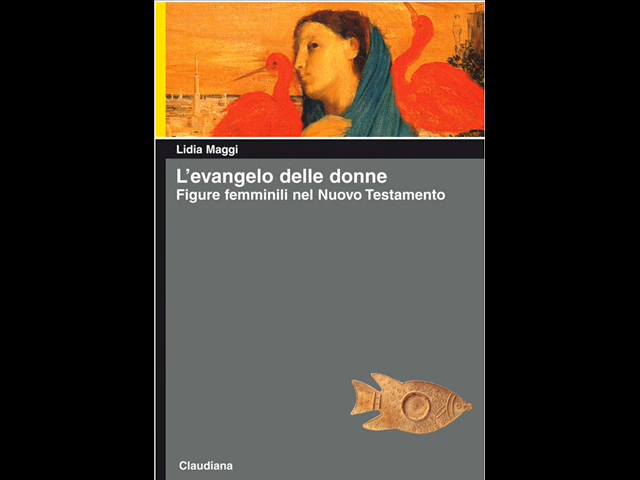 Lidia Maggi
L'evangelo delle donne
Figure femminili nel Nuovo Testamento
Claudiana